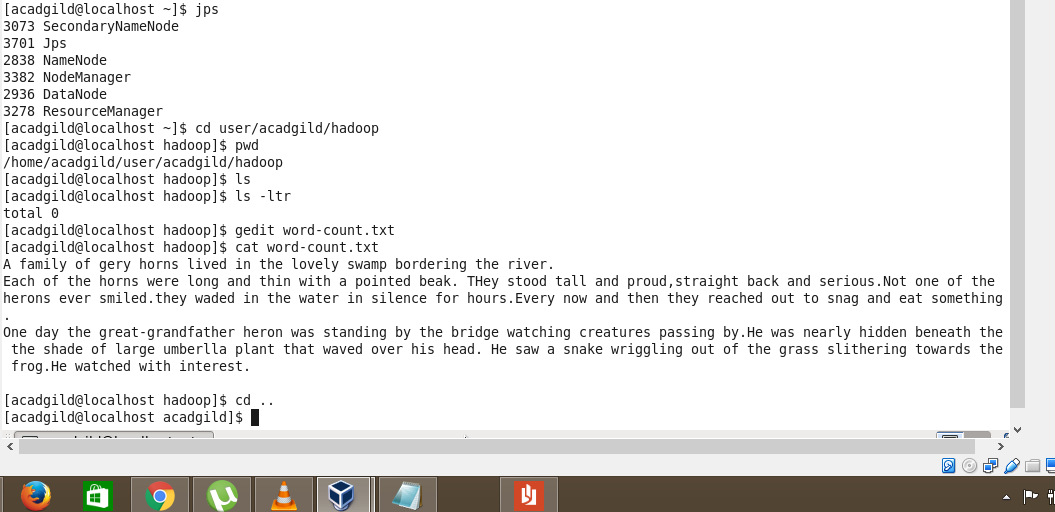 [acadgild@localhost ~]$ jps
3073 SecondaryNameNode
3701 Jps
2838 NameNode
3382 NodeManager
2936 DataNode
3278 ResourceManager
[acadgild@localhost ~]$ cd user/acadgild/hadoop
[acadgild@localhost hadoop]$ pwd
/home/acadgild/user/acadgild/hadoop
[acadgild@localhost hadoop]$ ls
[acadgild@localhost hadoop]$ ls -ltr
total 0
[acadgild@localhost hadoop]$ gedit word-count.txt
[acadgild@localhost hadoop]$ cat word-count.txt
A family of gery horns lived in the lovely swamp bordering the river.
Each of the horns were long and thin with a pointed beak. THey stood tall and proud,straight back and serious.Not one of the
herons ever smiled.they waded in the water in silence for hours.Every now and then they reached out to snag and eat something
.
One day the great-grandfather heron was standing by the bridge watching creatures passing by.He was nearly hidden beneath the
the shade of large umberlla plant that waved over his head. He saw a snake wriggling out of the grass slithering towards the
frog.He watched with interest.
[acadgild@localhost hadoop]$ cd ..
[acadgild@localhost acadgild]$